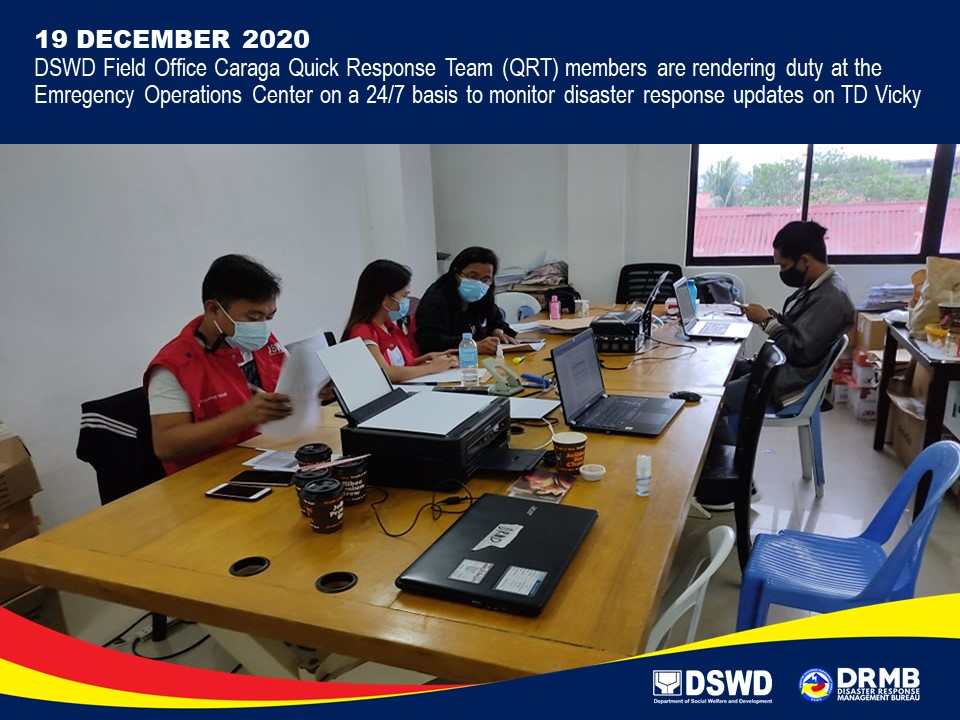 19 DECEMBER 2020
DSWD Field Office Caraga Quick Response Team (QRT) members are rendering duty at the
Emregency Operations Center on a 24/7 basis to monitor disaster response updates on TD Vicky
acer
DRMD
DSWD
Department of Social Welfare and Development
DRMB
DISASTER RESPONSE
MANAGEMENT BUREAU